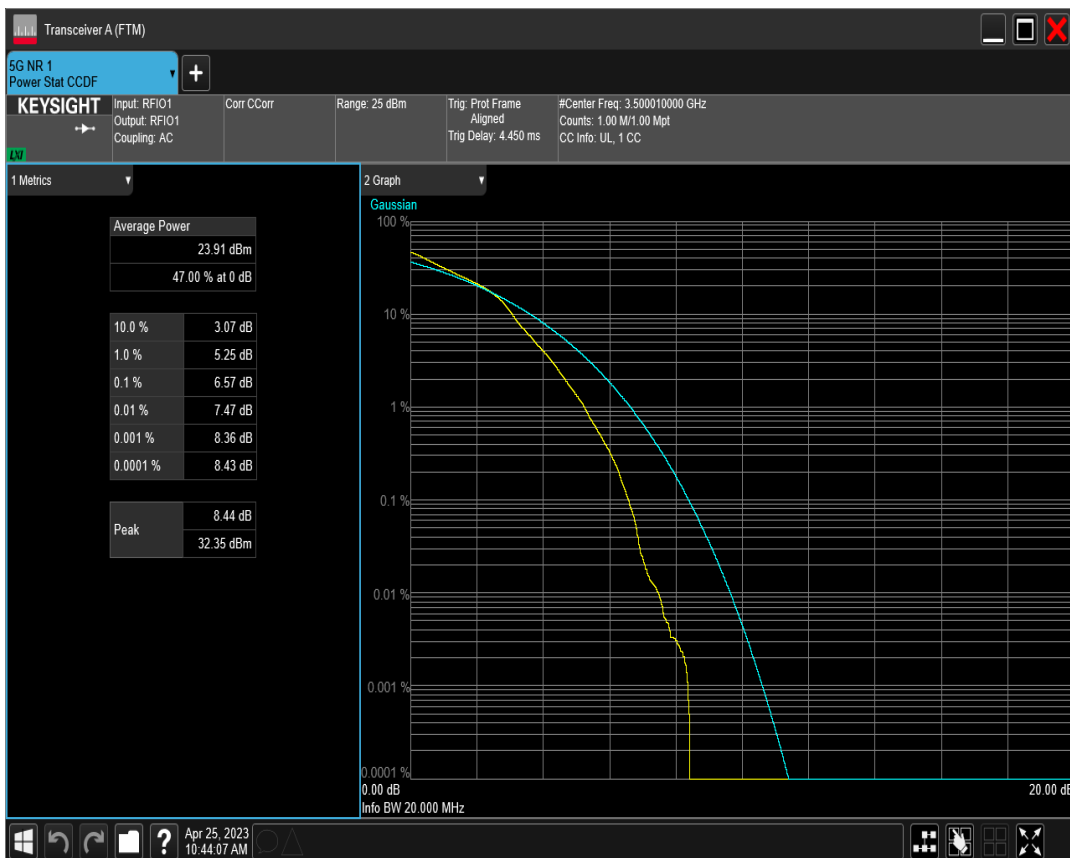 Transceiver A (FTM)
5G NR 1
Power Stat CCDF
+
KEYSIGHT
LXI
Input: RFIO1
Output: RFIO1
Coupling: AC
Corr CCorr
Range: 25 dBm
Trig: Prot Frame
Aligned
Trig Delay: 4.450 ms
#Center Freq: 3.500010000 GHz
Counts: 1.00 M/1.00 Mpt
CC Info: UL, 1 CC
1 Metrics
Average Power
23.91 dBm
47.00 % at 0 dB
10.0 % 3.07 dB
1.0 % 5.25 dB
0.1 % 6.57 dB
0.01 % 7.47 dB
0.001 % 8.36 dB
0.0001 % 8.43 dB
Peak 8.44 dB
32.35 dBm
2 Graph
Gaussian
100 %
10 %
1 %
0.1 %
0.01 %
0.001 %
0.0001 %
0.00 dB 20.00 dB
Info BW 20.000 MHz
?
Apr 25, 2023
10:44:07 AM